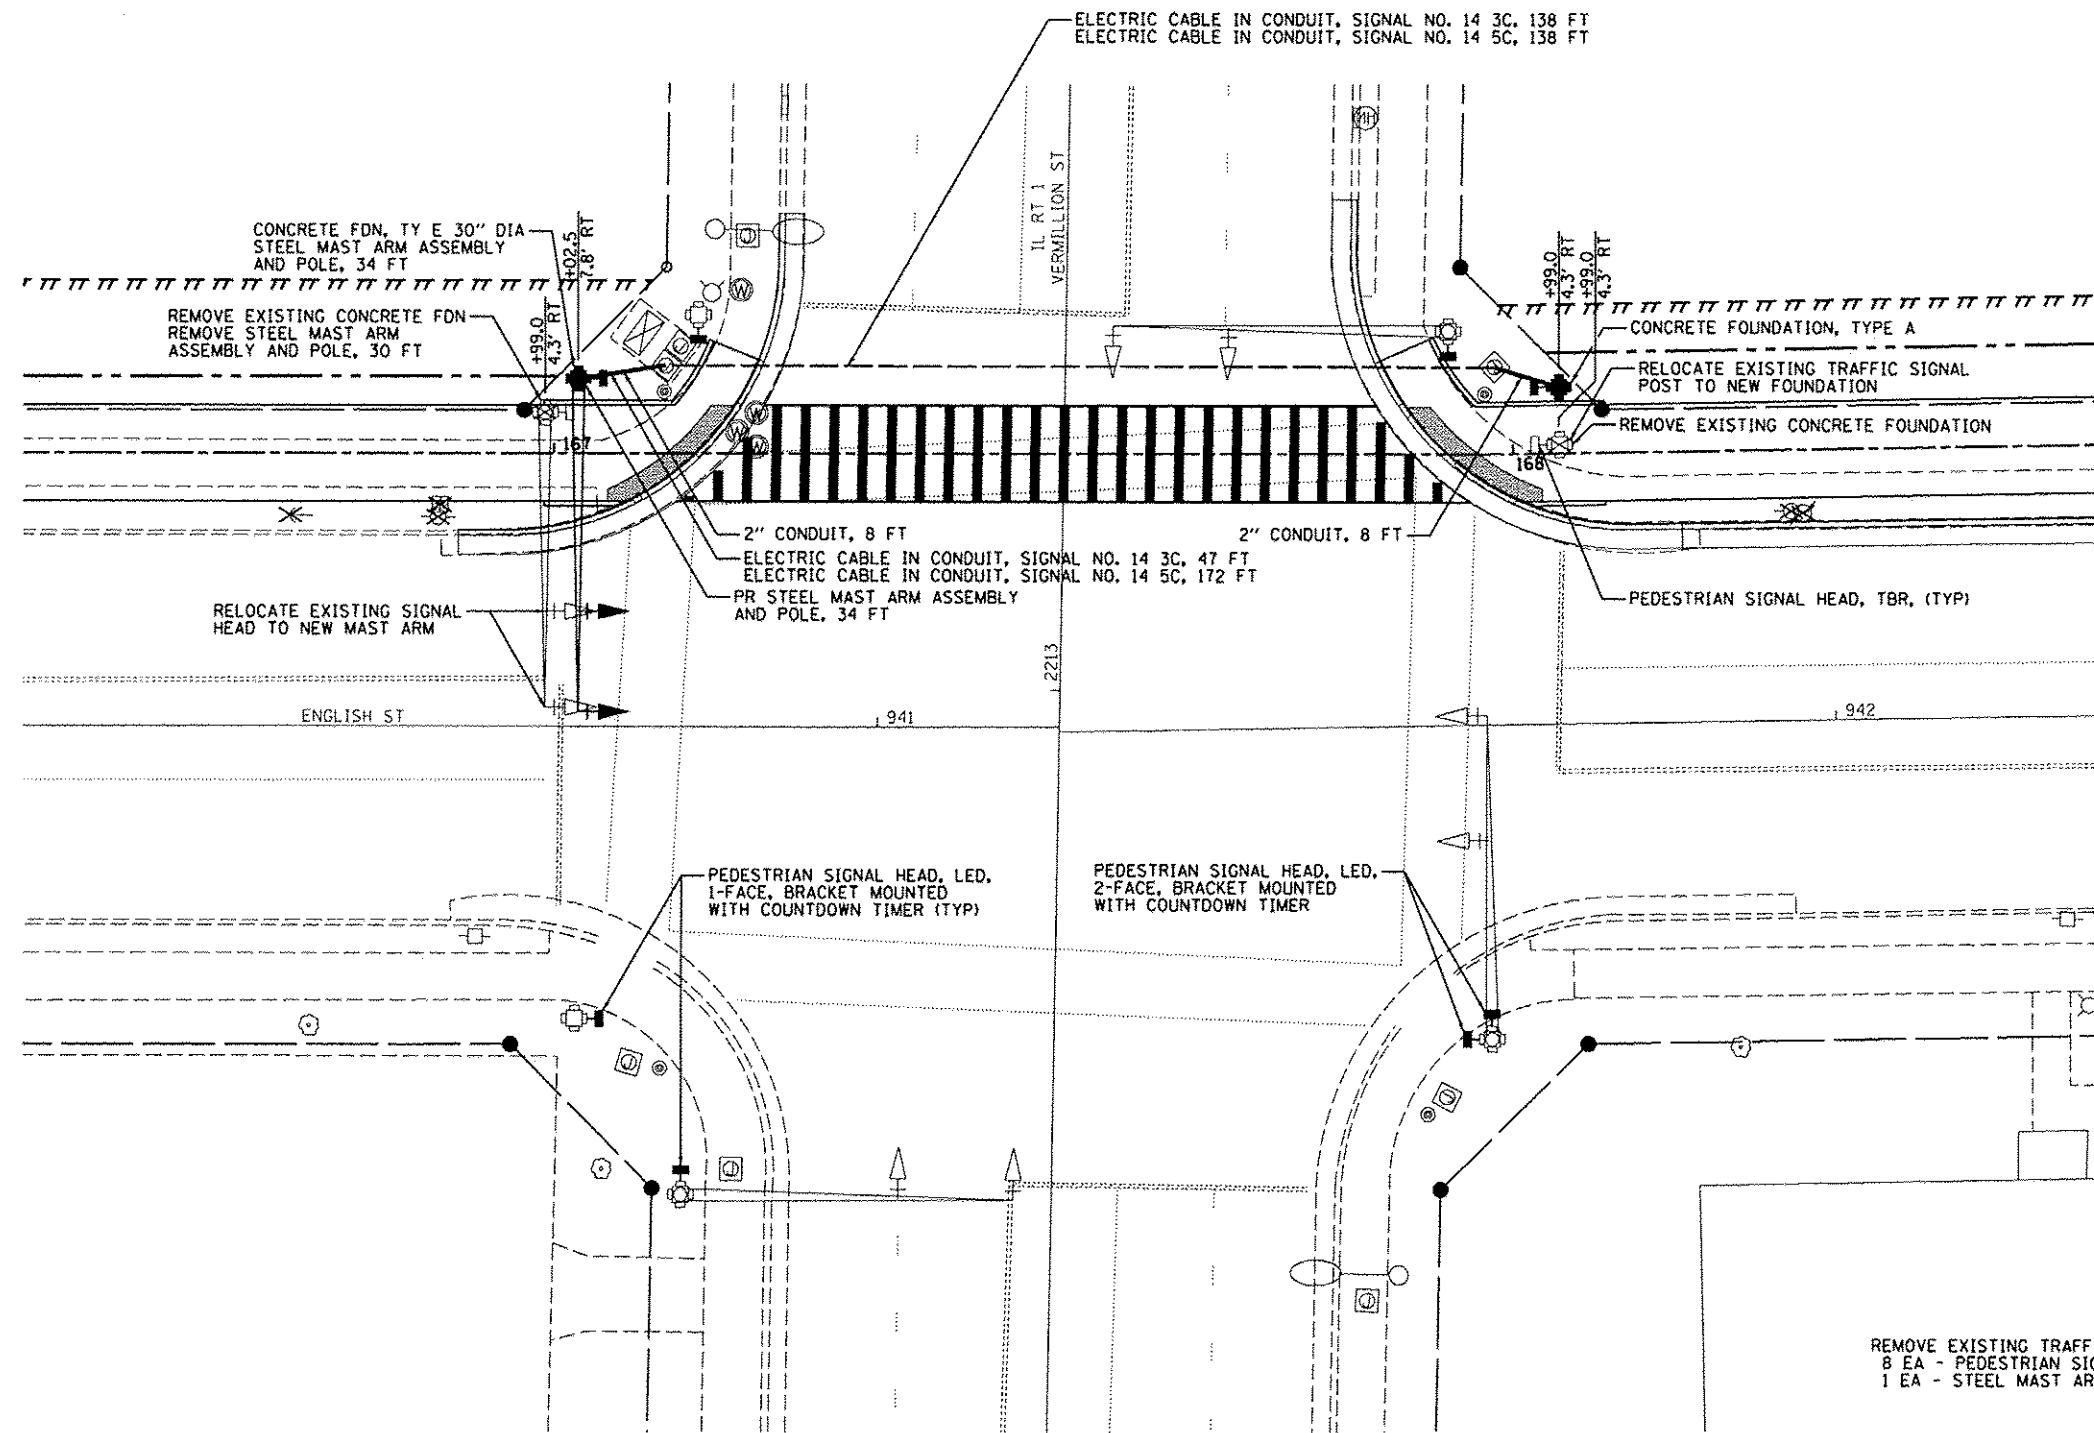 ELECTRIC CABLE IN CONDUIT, SIGNAL NO. 14 3C, 138 FT
ELECTRIC CABLE IN CONDUIT, SIGNAL NO. 14 5C, 138 FT
HH
IL RT 1
VERMILLION ST
CONCRETE FDN, TY E 30" DIA
STEEL MAST ARM ASSEMBLY
AND POLE, 34 FT
+02.5
7.8' RT
+99.0
4.3' RT
+99.0
4.3' RT
REMOVE EXISTING CONCRETE FDN
REMOVE STEEL MAST ARM
ASSEMBLY AND POLE, 30 FT
+99.0
4.3' RT
W
CONCRETE FOUNDATION, TYPE A
RELOCATE EXISTING TRAFFIC SIGNAL
POST TO NEW FOUNDATION
REMOVE EXISTING CONCRETE FOUNDATION
W
W
W
167
168
2" CONDUIT, 8 FT
2" CONDUIT, 8 FT
ELECTRIC CABLE IN CONDUIT, SIGNAL NO. 14 3C, 47 FT
ELECTRIC CABLE IN CONDUIT, SIGNAL NO. 14 5C, 172 FT
PR STEEL MAST ARM ASSEMBLY
AND POLE, 34 FT
PEDESTRIAN SIGNAL HEAD, TBR, (TYP)
RELOCATE EXISTING SIGNAL
HEAD TO NEW MAST ARM
2213
ENGLISH ST
941
942
PEDESTRIAN SIGNAL HEAD, LED,
1-FACE, BRACKET MOUNTED
WITH COUNTDOWN TIMER (TYP)
PEDESTRIAN SIGNAL HEAD, LED,
2-FACE, BRACKET MOUNTED
WITH COUNTDOWN TIMER
REMOVE EXISTING TRAFF
8 EA - PEDESTRIAN SIG
1 EA - STEEL MAST AR